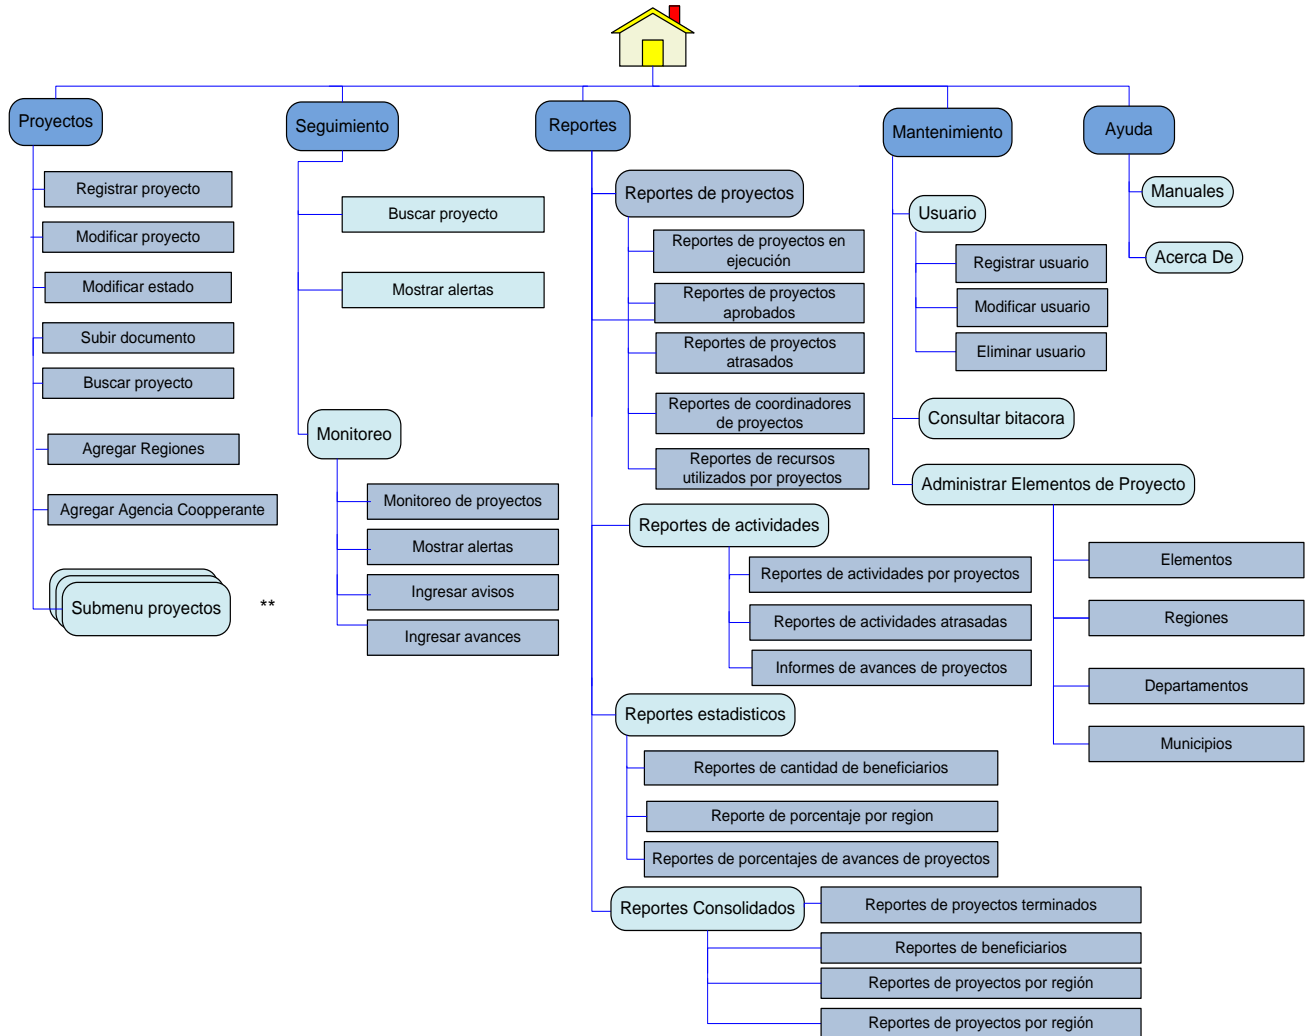 Proyectos
Registrar proyecto
Modificar proyecto
Modificar estado
Subir documento
Buscar proyecto
Agregar Regiones
Agregar Agencia Coopperante
Submenu proyectos
**
Seguimiento
Buscar proyecto
Mostrar alertas
Monitoreo
Monitoreo de proyectos
Mostrar alertas
Ingresar avisos
Ingresar avances
Reportes
Reportes de proyectos
Reportes de proyectos en
ejecución
Reportes de proyectos
aprobados
Reportes de proyectos
atrasados
Reportes de coordinadores
de proyectos
Reportes de recursos
utilizados por proyectos
Reportes de actividades
Reportes de actividades por proyectos
Reportes de actividades atrasadas
Informes de avances de proyectos
Reportes estadisticos
Reportes de cantidad de beneficiarios
Reporte de porcentaje por region
Reportes de porcentajes de avances de proyectos
Reportes Consolidados
Reportes de proyectos terminados
Reportes de beneficiarios
Reportes de proyectos por región
Reportes de proyectos por región
Mantenimiento
Usuario
Registrar usuario
Modificar usuario
Eliminar usuario
Consultar bitacora
Administrar Elementos de Proyecto
Elementos
Regiones
Departamentos
Municipios
Ayuda
Manuales
Acerca De